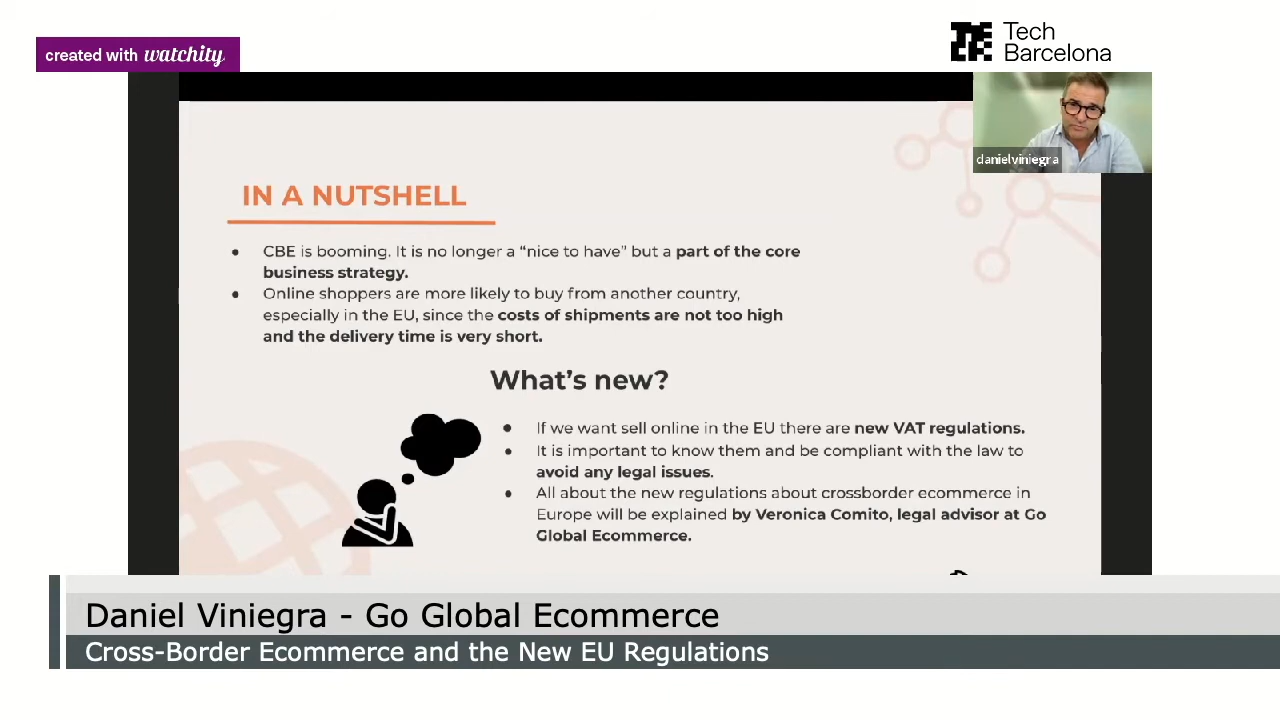 created with watchity
Tech
Barcelona
danielviniegra
IN A NUTSHELL
• CBE is booming. It is no longer a “nice to have” but a part of the core
business strategy.
• Online shoppers are more likely to buy from another country,
especially in the EU, since the costs of shipments are not too high
and the delivery time is very short.
What’s new?
• If we want sell online in the EU there are new VAT regulations.
• It is important to know them and be compliant with the law to
avoid any legal issues.
• All about the new regulations about crossborder ecommerce in
Europe will be explained by Veronica Comito, legal advisor at Go
Global Ecommerce.
Daniel Viniegra - Go Global Ecommerce
Cross-Border Ecommerce and the New EU Regulations